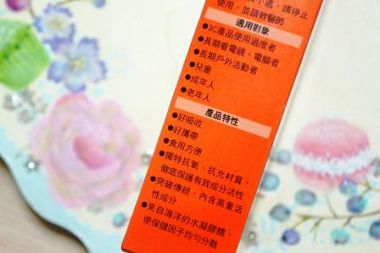 使用，並請教醫師
適用對象
●3C產品使用過度者
●長期看電視、電腦者
●長期戶外活動者
●兒童
●成年人
●老年人
產品特性
●好吸收
●好攜帶
●食用方便
●獨特抗氧、抗光材質，
徹底保護有效成分活性
●突破傳統，內含高量活
性成分
●來自海洋的水凝膠體，
使保健因子均勻分散